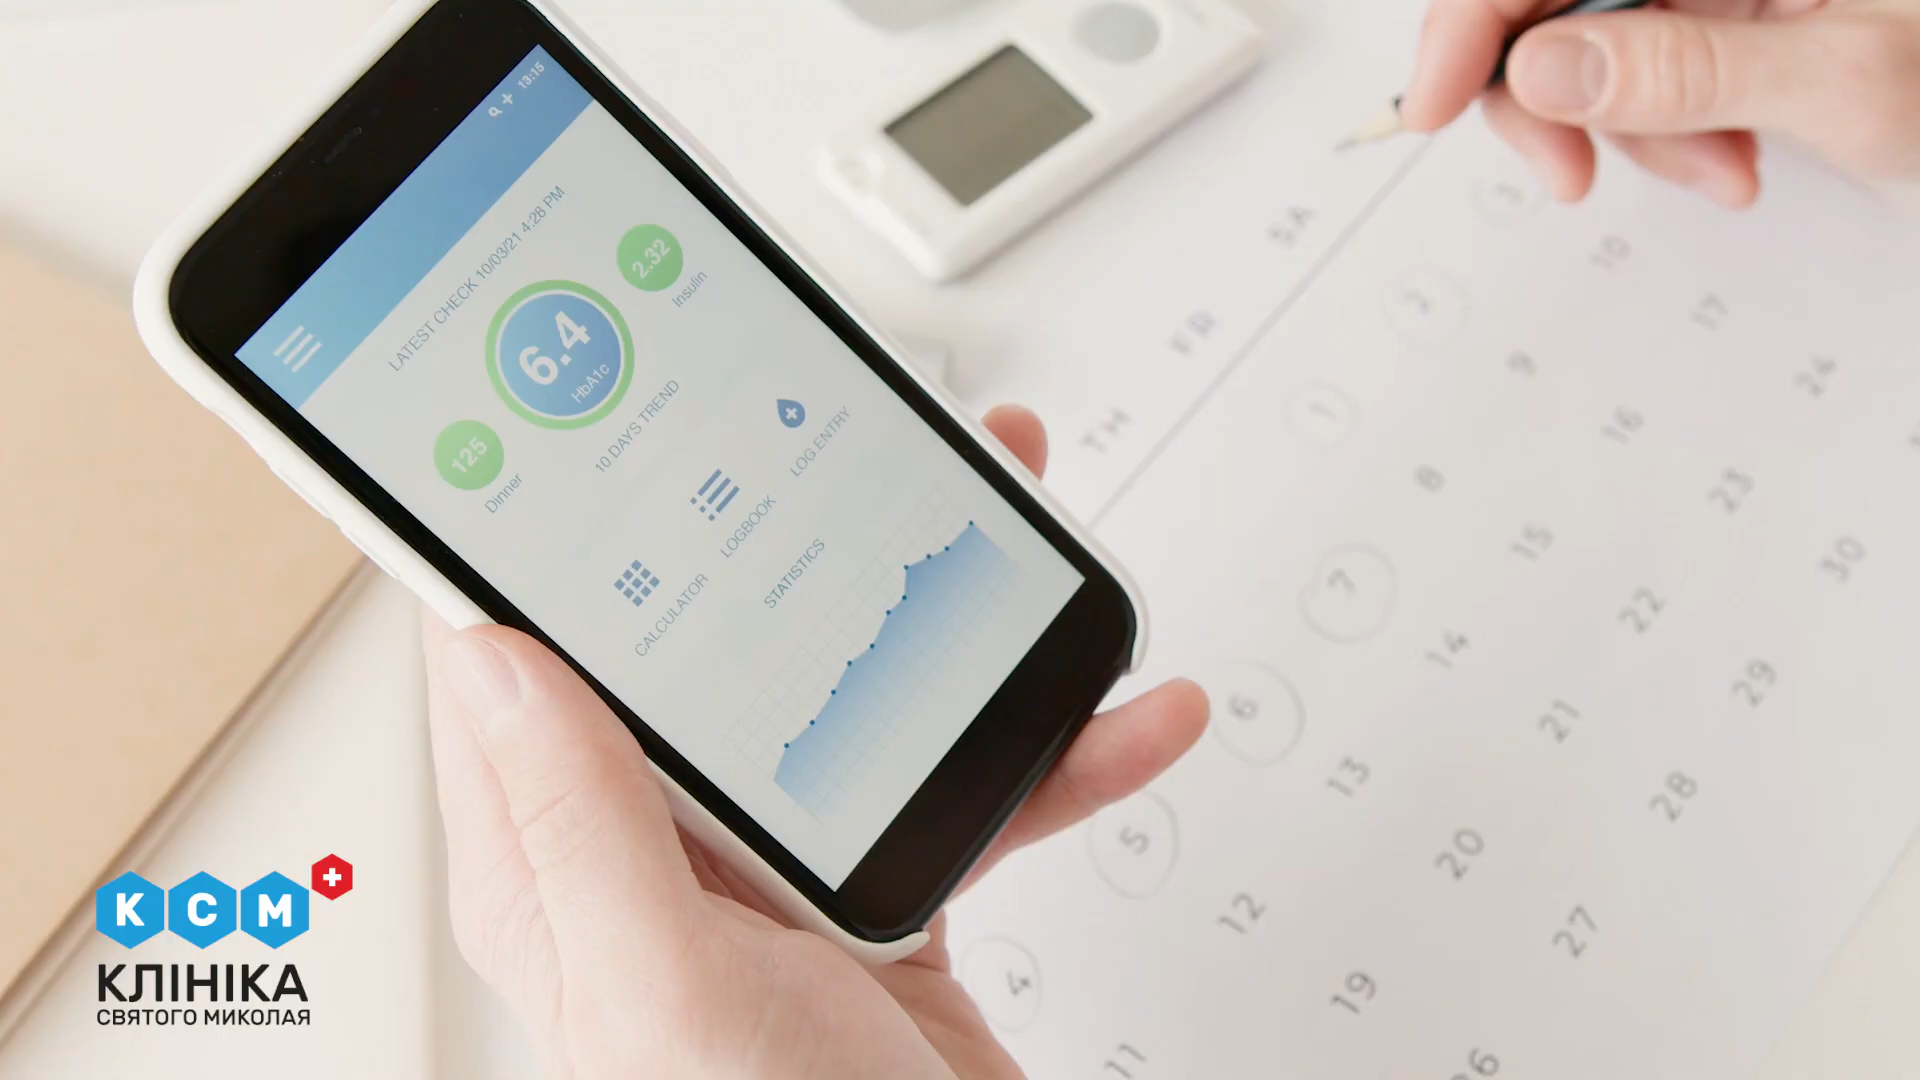 13:15
LATEST CHECK 10/03/21 4:28 PM
125
Dinner
6.4
HbA1c
2.32
Insulin
10 DAYS TREND
CALCULATOR
LOGBOOK
LOG ENTRY
STATISTICS
TH FR SA
1 2 3
4 5 6 7 8 9 10
11 12 13 14 15 16 17
19 20 21 22 23 24
26 27 28 29 30
К С М
КЛІНІКА
СВЯТОГО МИКОЛАЯ